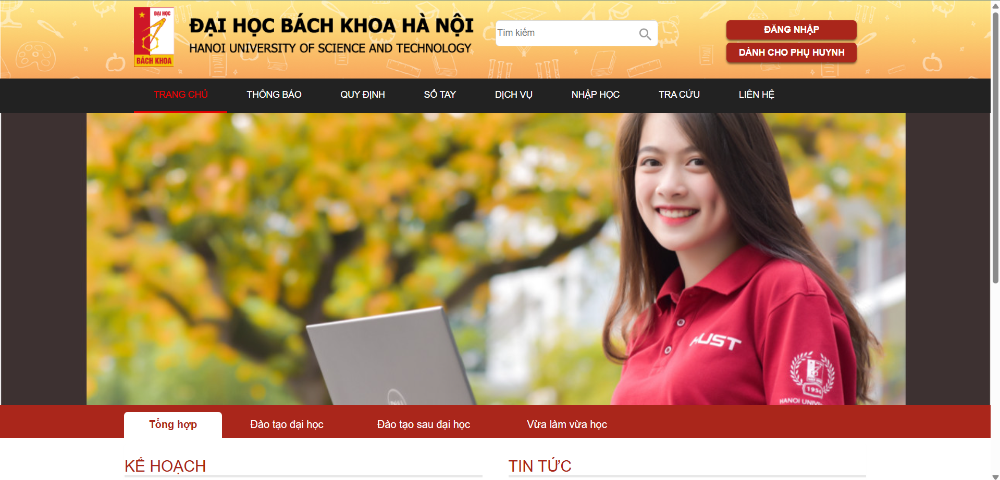 ĐẠI HỌC
BÁCH KHOA
ĐẠI HỌC BÁCH KHOA HÀ NỘI
HANOI UNIVERSITY OF SCIENCE AND TECHNOLOGY
Tìm kiếm
ĐĂNG NHẬP
DÀNH CHO PHỤ HUYNH
TRANG CHỦ
THÔNG BÁO
QUY ĐỊNH
SỔ TAY
DỊCH VỤ
NHẬP HỌC
TRA CỨU
LIÊN HỆ
HUST
1956
HANOI
DELL
Tổng hợp
Đào tạo đại học
Đào tạo sau đại học
Vừa làm vừa học
KẾ HOẠCH
TIN TỨC